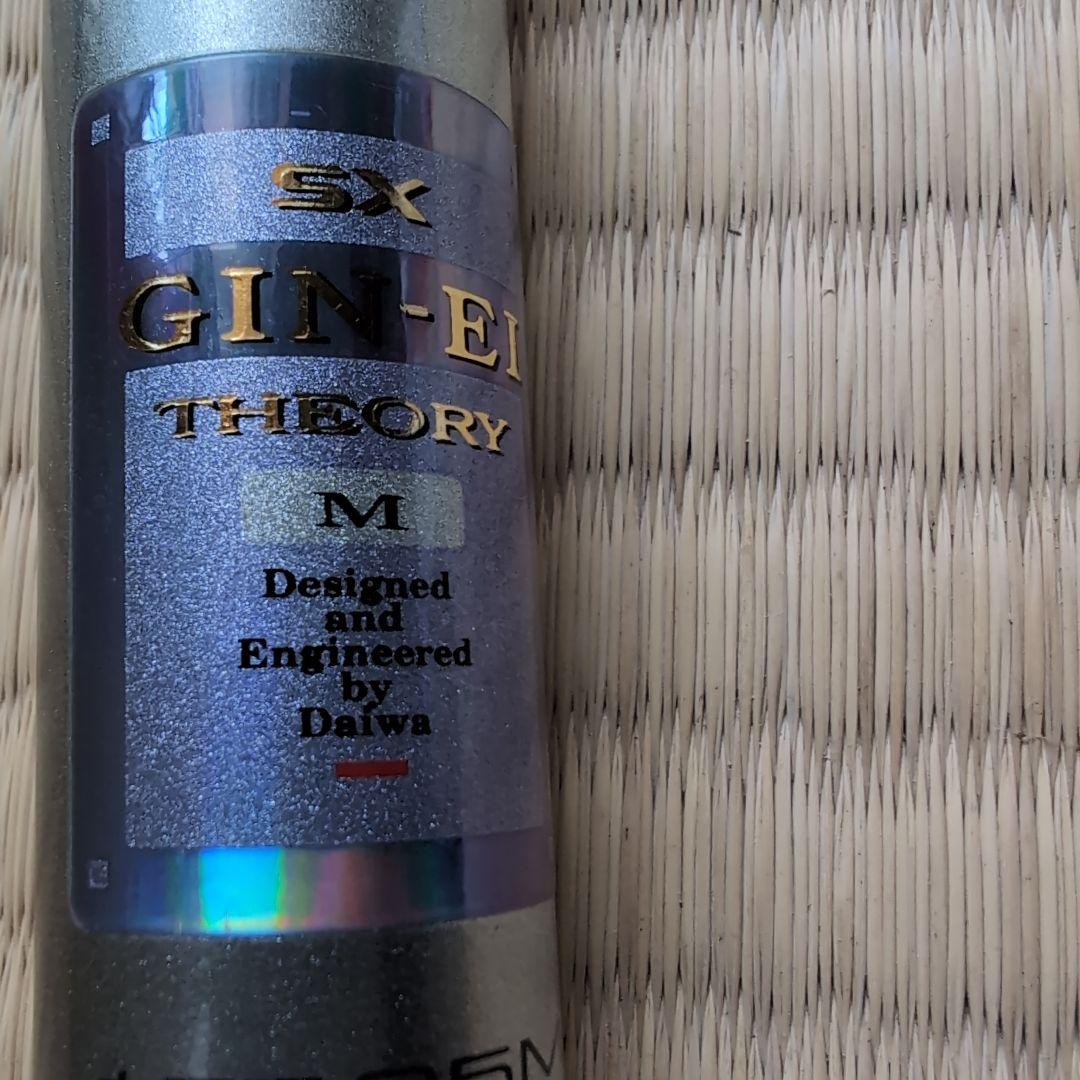 SX
GIN-EI
THEORY
M
Designed
and
Engineered
by
Daiwa